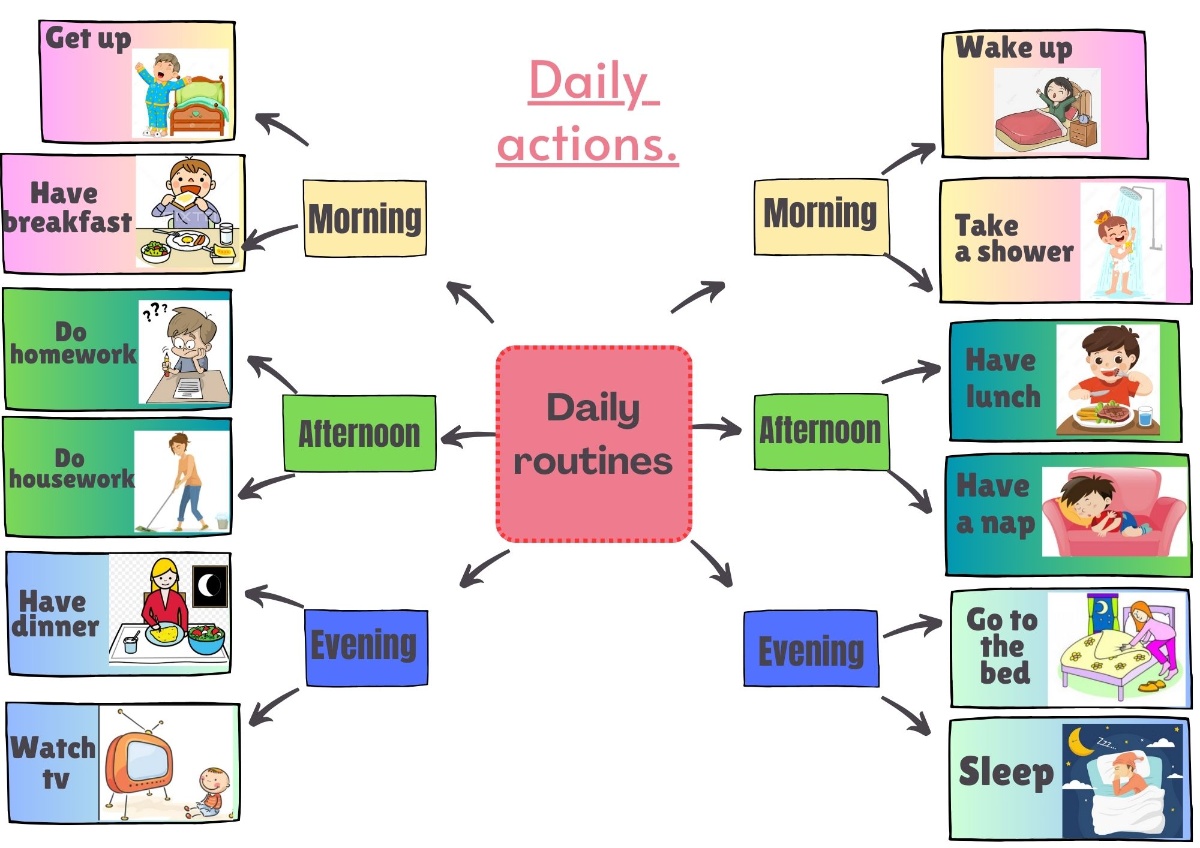 Daily
actions.
Get up
Have
breakfast
Morning
Do
homework
???
Do
housework
Afternoon
Have
dinner
Watch
tv
Evening
Daily
routines
Morning
Wake up
Take
a shower
Afternoon
Have
lunch
Have
a nap
Evening
Go to
the
bed
Sleep
Zzz...